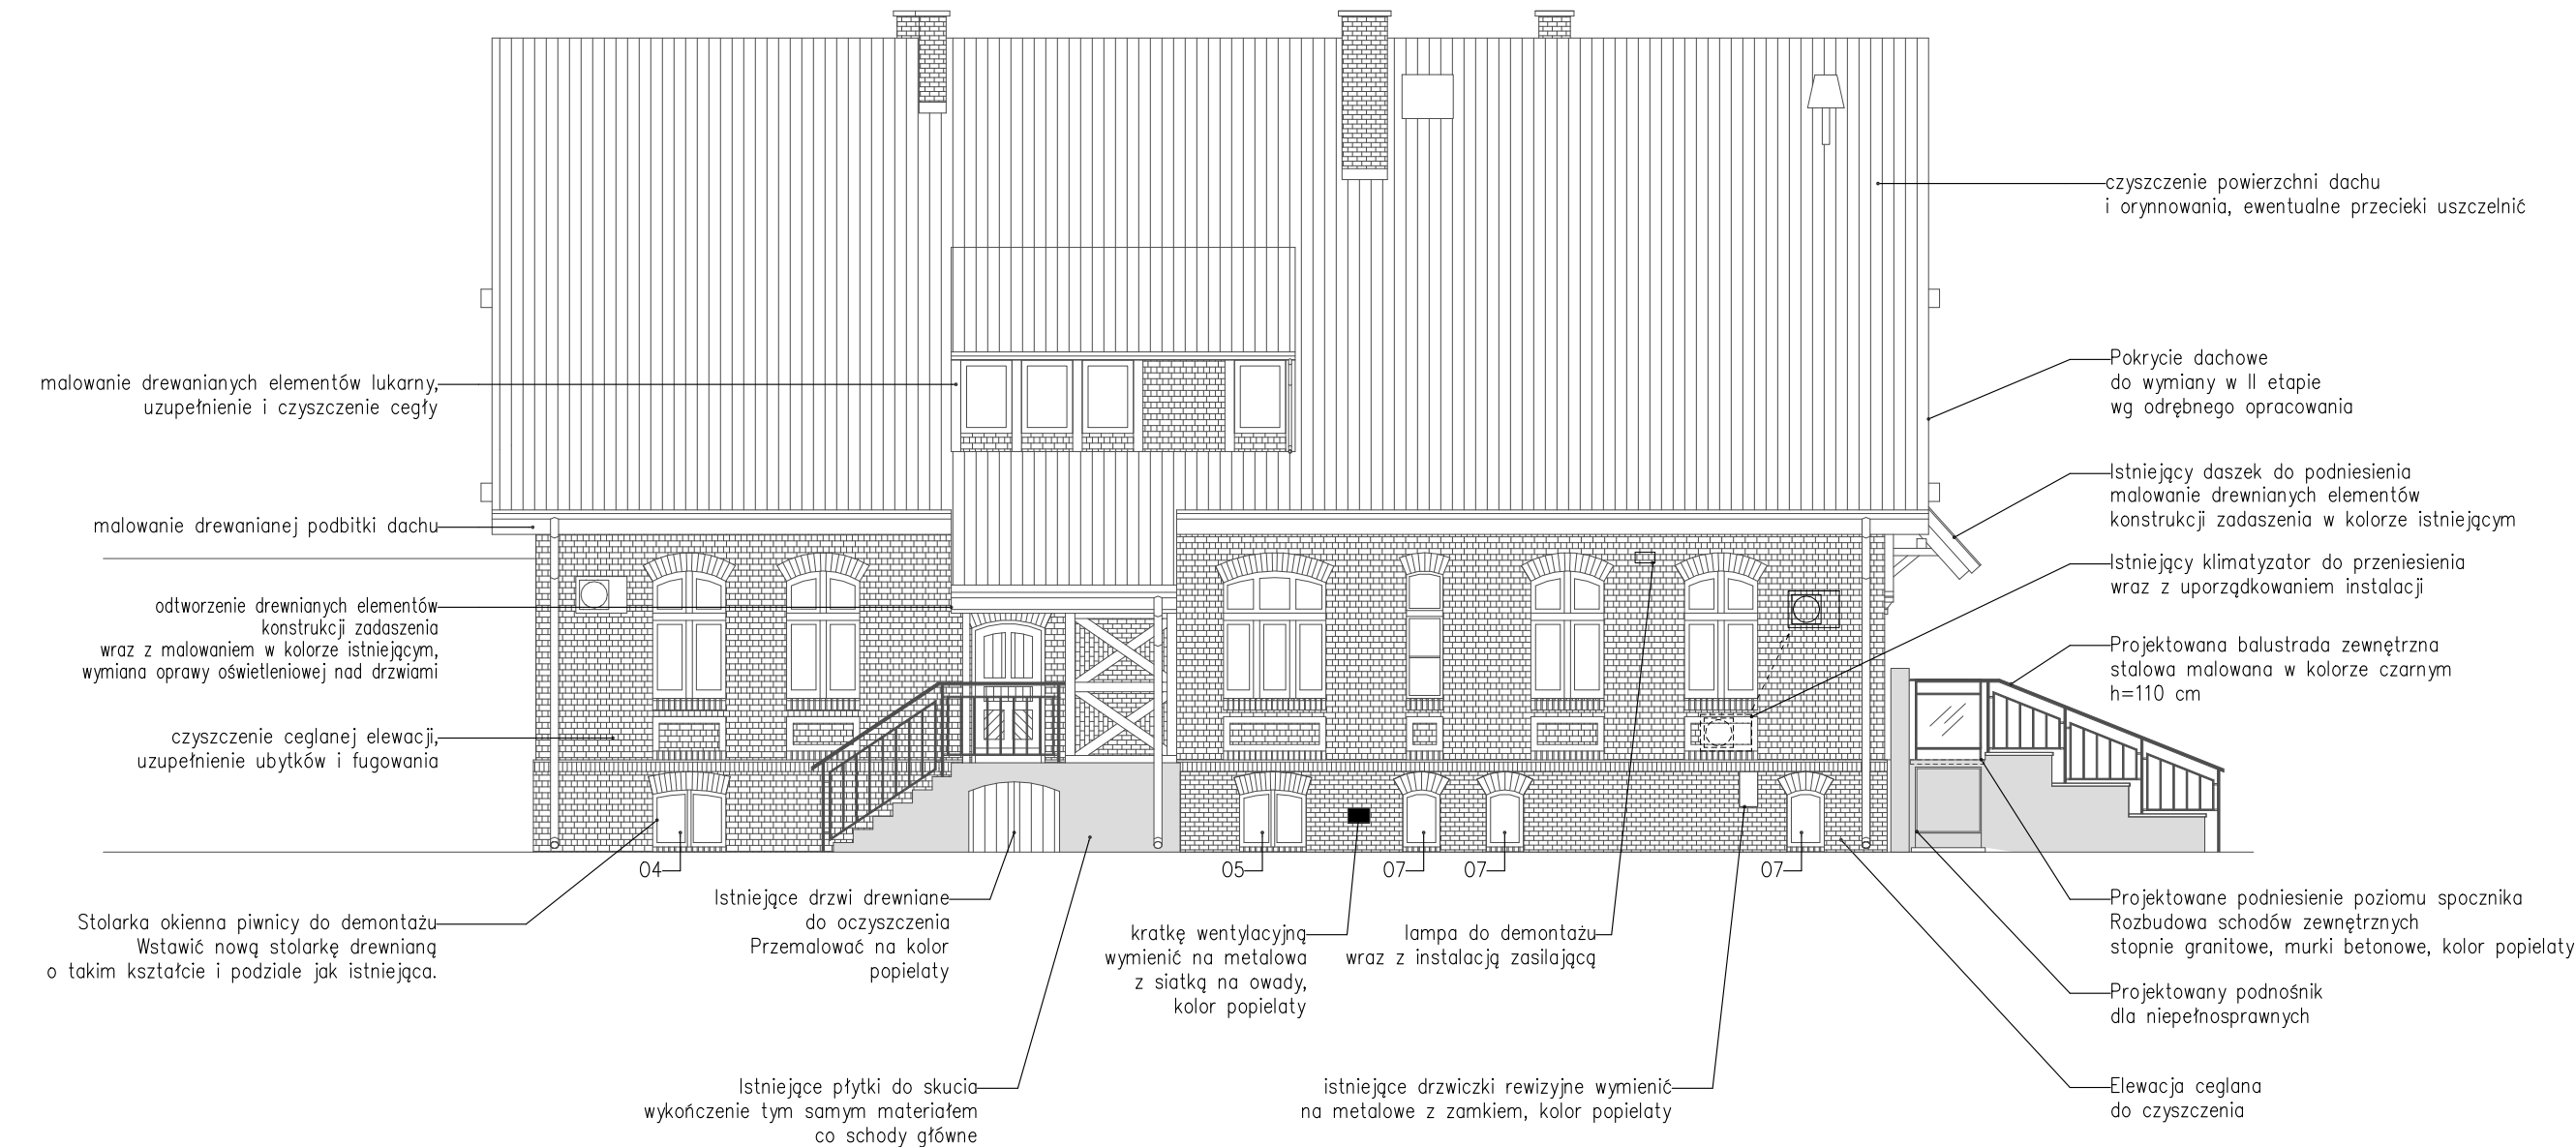 czyszczenie powierzchni dachu
i orynnowania, ewentualne przecieki uszczelnić
malowanie drewanianych elementów lukarny,
uzupełnienie i czyszczenie cegły
Pokrycie dachowe
do wymiany w II etapie
wg odrębnego opracowania
Istniejący daszek do podniesienia
malowanie drewnianych elementów
konstrukcji zadaszenia w kolorze istniejącym
malowanie drewanianej podbitki dachu
Istniejący klimatyzator do przeniesienia
wraz z uporządkowaniem instalacji
odtworzenie drewnianych elementów
konstrukcji zadaszenia
wraz z malowaniem w kolorze istniejącym,
wymiana oprawy oświetleniowej nad drzwiami
Projektowana balustrada zewnętrzna
stalowa malowana w kolorze czarnym
h=110 cm
czyszczenie ceglanej elewacji,
uzupełnienie ubytków i fugowania
04
05
07
07
07
Stolarka okienna piwnicy do demontażu
Wstawić nową stolarkę drewnianą
o takim kształcie i podziale jak istniejąca.
Istniejące drzwi drewniane
do oczyszczenia
Przemalować na kolor
popielaty
kratkę wentylacyjną
wymienić na metalowa
z siatką na owady,
kolor popielaty
lampa do demontażu
wraz z instalacją zasilającą
Projektowane podniesienie poziomu spocznika
Rozbudowa schodów zewnętrznych
stopnie granitowe, murki betonowe, kolor popielaty
Projektowany podnośnik
dla niepełnosprawnych
Istniejące płytki do skucia
wykończenie tym samym materiałem
co schody główne
istniejące drzwiczki rewizyjne wymienić
na metalowe z zamkiem, kolor popielaty
Elewacja ceglana
do czyszczenia